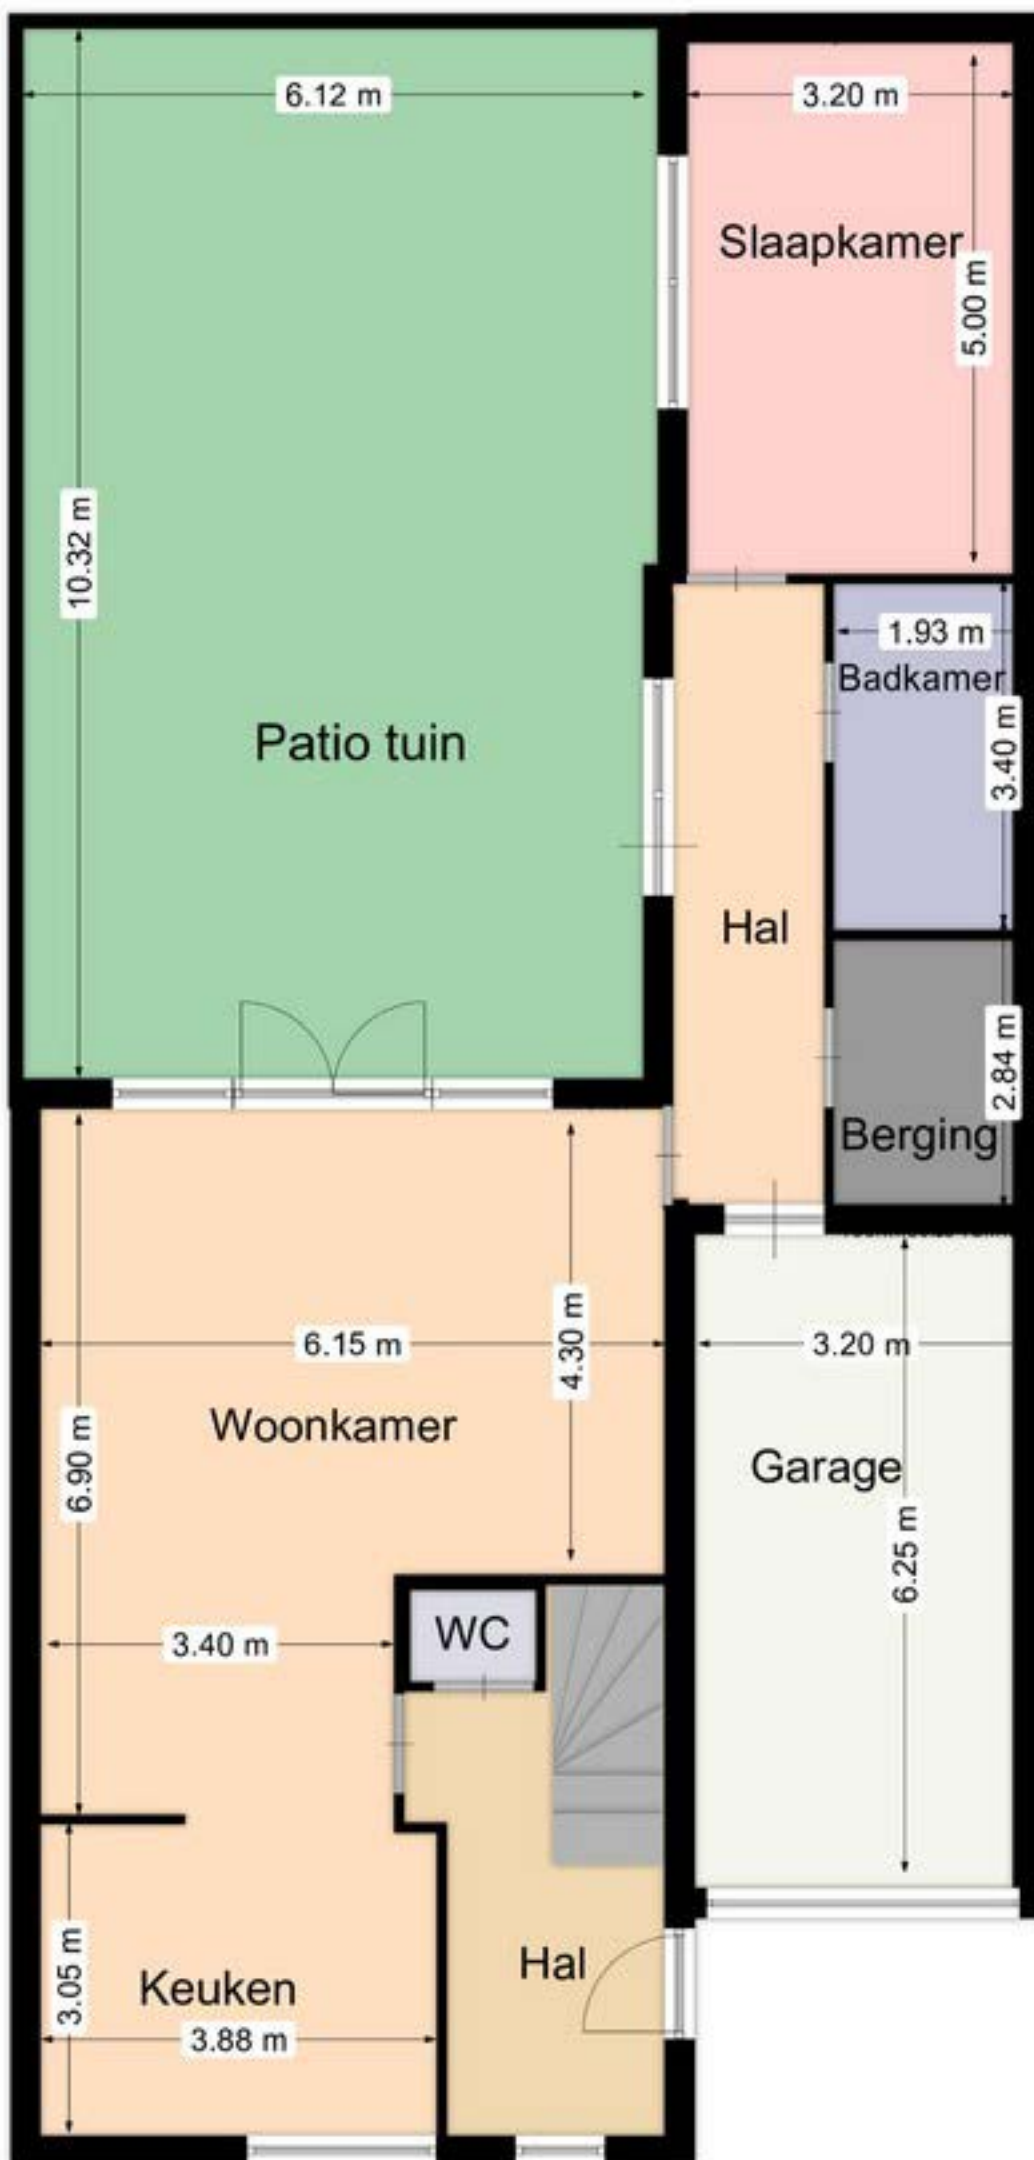 6.12 m
3.20 m
Slaapkamer
5.00 m
10.32 m
1.93 m
Badkamer
3.40 m
Patio tuin
Hal
2.84 m
Berging
6.15 m
4.30 m
3.20 m
Woonkamer
6.90 m
Garage
6.25 m
WC
3.40 m
Hal
3.05 m
Keuken
3.88 m